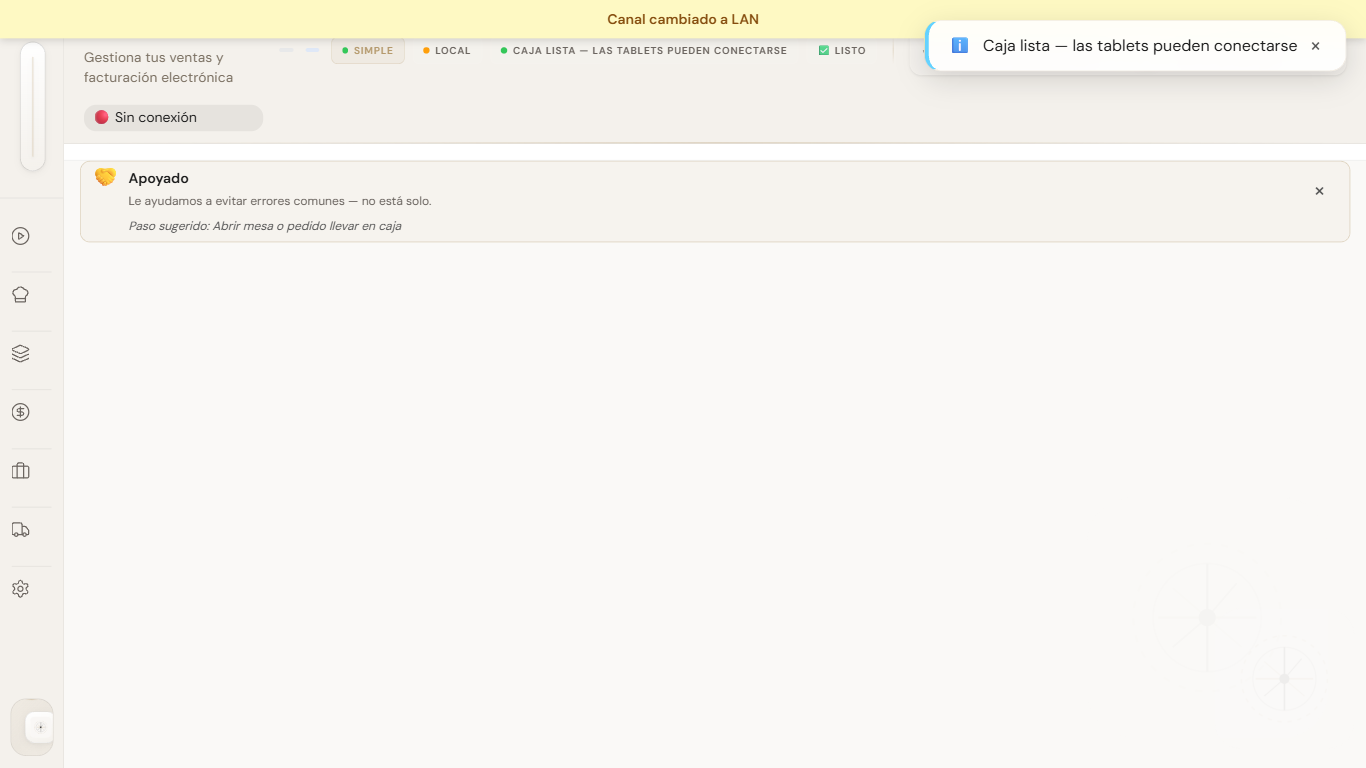 Canal cambiado a LAN
Caja lista — las tablets pueden conectarse
Gestiona tus ventas y
facturación electrónica
SIMPLE
LOCAL
CAJA LISTA — LAS TABLETS PUEDEN CONECTARSE
LISTO
Sin conexión
Apoyado
Le ayudamos a evitar errores comunes — no está solo.
Paso sugerido: Abrir mesa o pedido llevar en caja